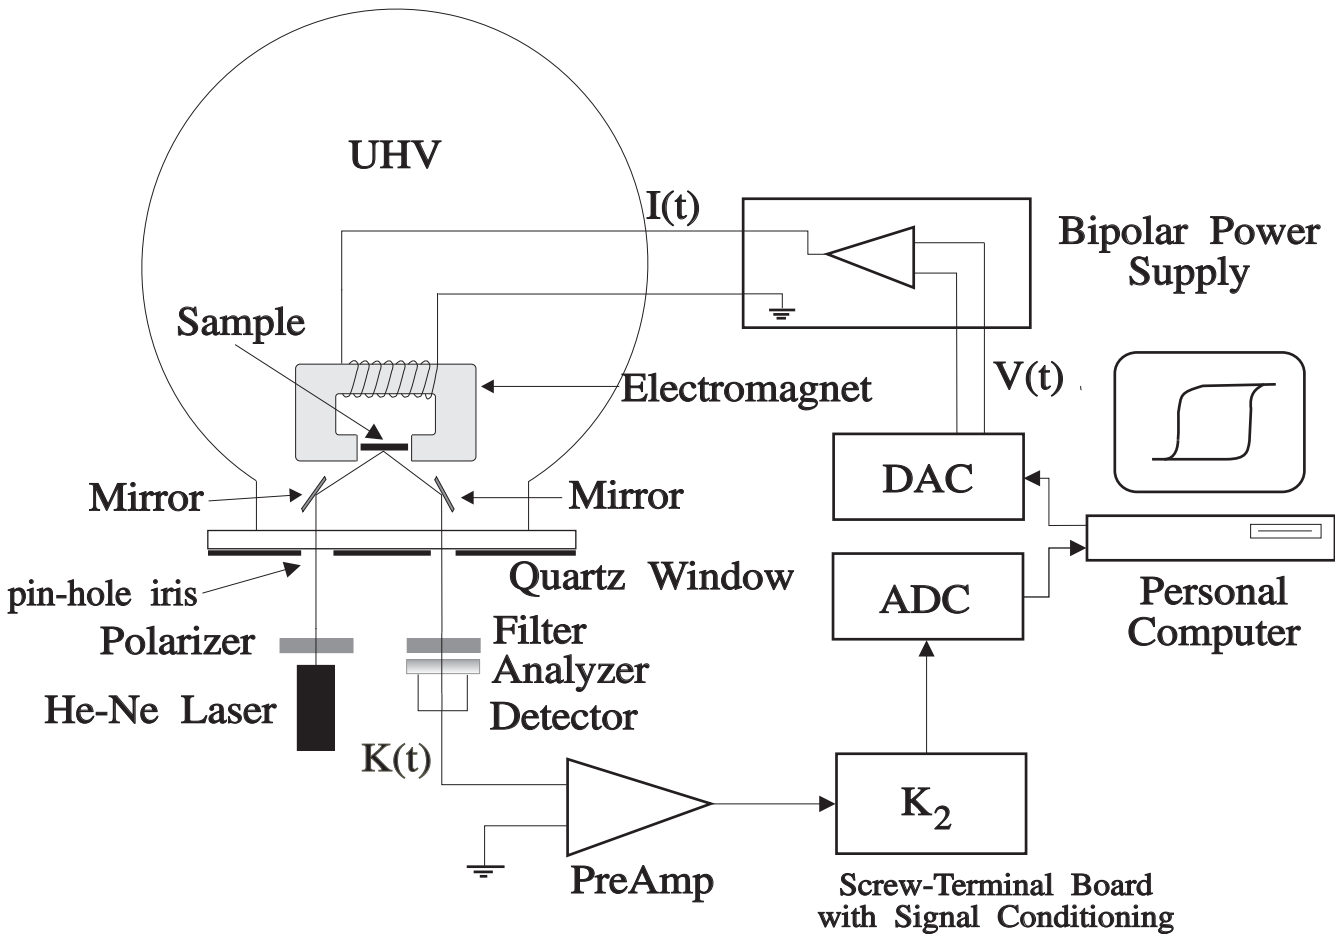 UHV
I(t)
Bipolar Power
Supply
Sample
Electromagnet
V(t)
DAC
Mirror
Mirror
Quartz Window
pin-hole iris
ADC
Personal
Computer
Polarizer
Filter
Analyzer
He-Ne Laser
Detector
K(t)
K2
PreAmp
Screw-Terminal Board
with Signal Conditioning